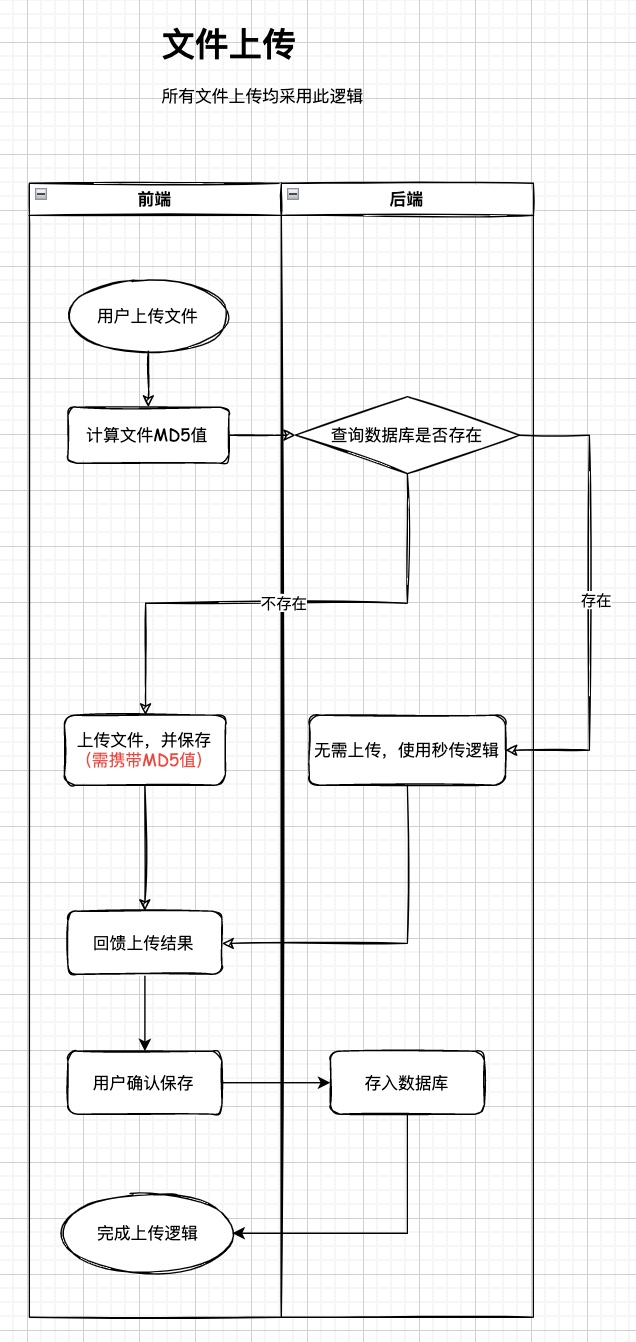 文件上传
所有文件上传均采用此逻辑
前端
后端
用户上传文件
计算文件MD5值
查询数据库是否存在
不存在
存在
上传文件，并保存
（需携带MD5值）
无需上传，使用秒传逻辑
回馈上传结果
用户确认保存
存入数据库
完成上传逻辑